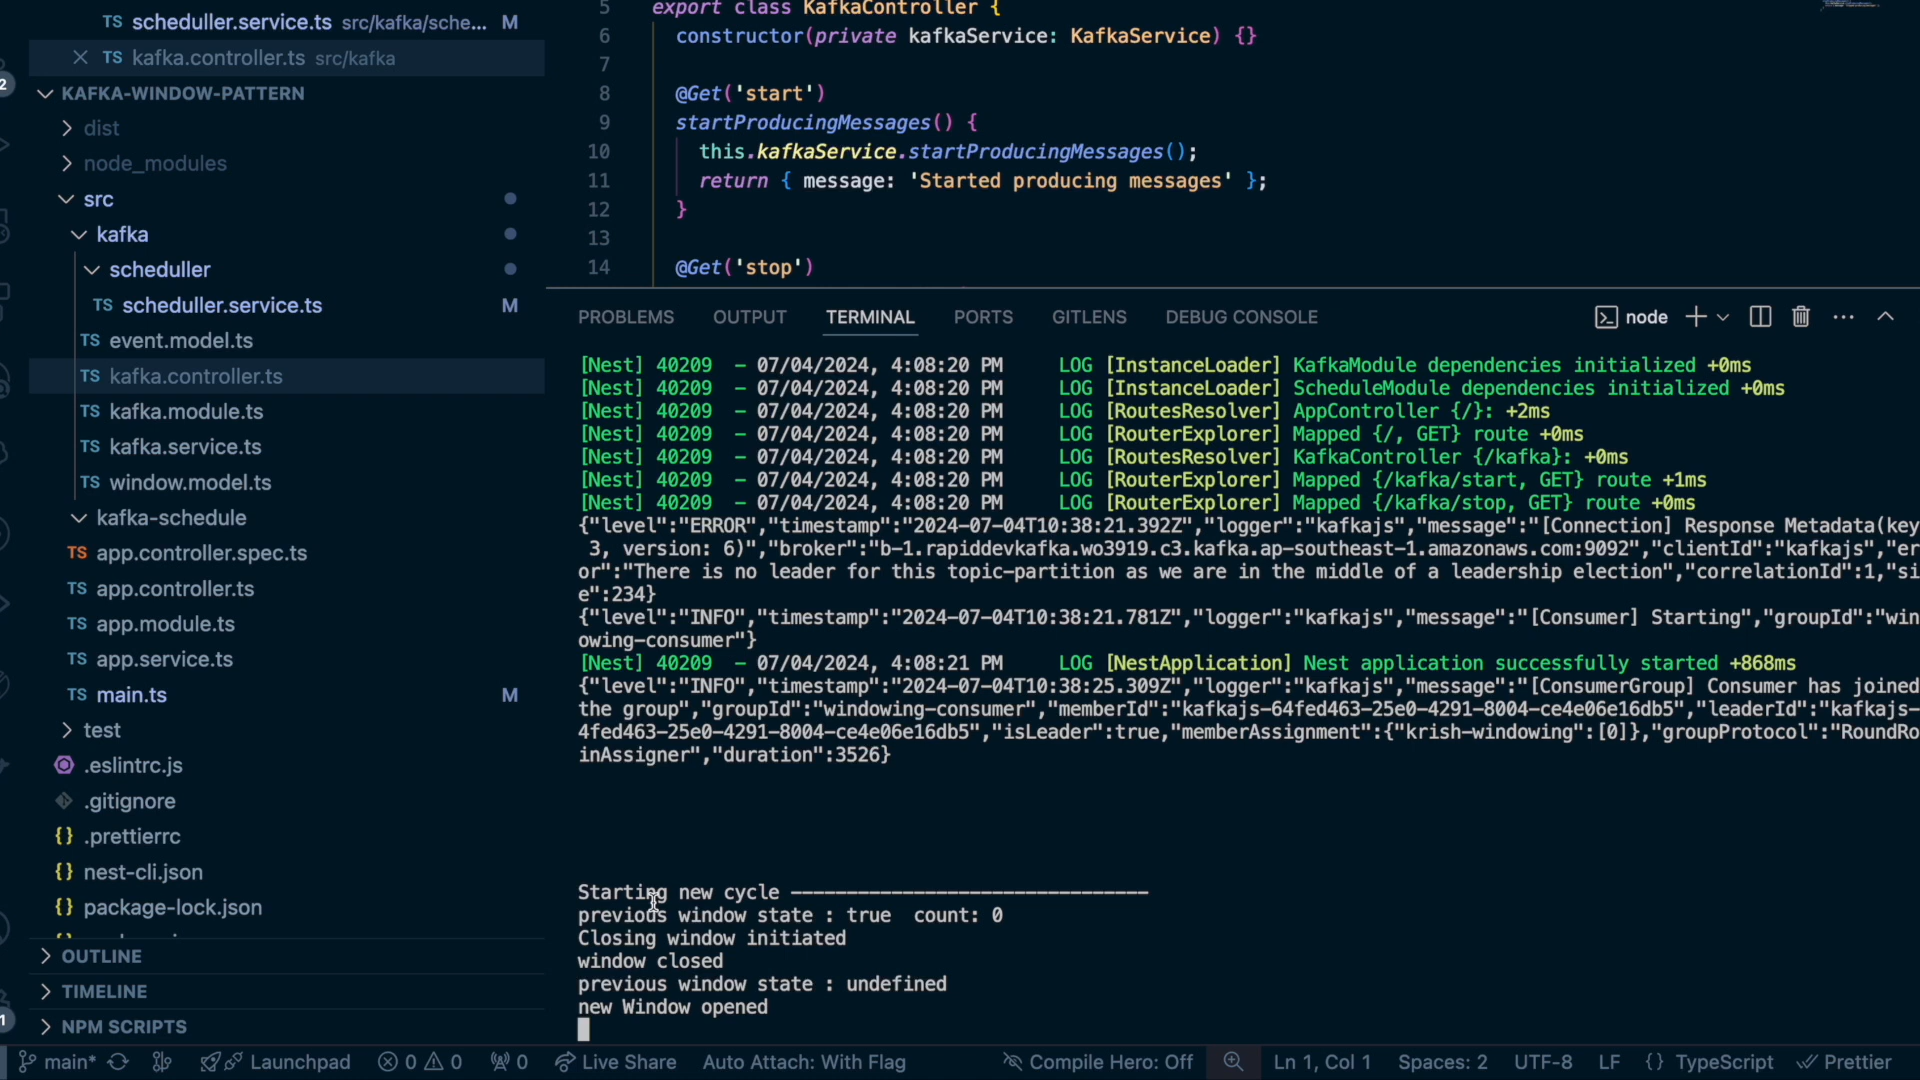 TS scheduller.service.ts src/kafka/sche... M
TS kafka.controller.ts src/kafka
2
KAFKA-WINDOW-PATTERN
dist
node_modules
src
kafka
scheduller
TS scheduller.service.ts M
TS event.model.ts
TS kafka.controller.ts
TS kafka.module.ts
TS kafka.service.ts
TS window.model.ts
kafka-schedule
TS app.controller.spec.ts
TS app.controller.ts
TS app.module.ts
TS app.service.ts
TS main.ts M
test
.eslintrc.js
.gitignore
.prettierrc
{} nest-cli.json
{} package-lock.json
OUTLINE
TIMELINE
1
NPM SCRIPTS
5 export class KafkaController {
6 constructor(private kafkaService: KafkaService) {}
7
8 @Get('start')
9 startProducingMessages() {
10 this.kafkaService.startProducingMessages();
11 return { message: 'Started producing messages' };
12 }
13
14 @Get('stop')
PROBLEMS OUTPUT TERMINAL PORTS GITLENS DEBUG CONSOLE node
[Nest] 40209 - 07/04/2024, 4:08:20 PM LOG [InstanceLoader] KafkaModule dependencies initialized +0ms
[Nest] 40209 - 07/04/2024, 4:08:20 PM LOG [InstanceLoader] ScheduleModule dependencies initialized +0ms
[Nest] 40209 - 07/04/2024, 4:08:20 PM LOG [RoutesResolver] AppController {/}: +2ms
[Nest] 40209 - 07/04/2024, 4:08:20 PM LOG [RouterExplorer] Mapped {/, GET} route +0ms
[Nest] 40209 - 07/04/2024, 4:08:20 PM LOG [RoutesResolver] KafkaController {/kafka}: +0ms
[Nest] 40209 - 07/04/2024, 4:08:20 PM LOG [RouterExplorer] Mapped {/kafka/start, GET} route +1ms
[Nest] 40209 - 07/04/2024, 4:08:20 PM LOG [RouterExplorer] Mapped {/kafka/stop, GET} route +0ms
{"level":"ERROR","timestamp":"2024-07-04T10:38:21.392Z","logger":"kafkajs","message":"[Connection] Response Metadata(key
3, version: 6)","broker":"b-1.rapiddevkafka.wo3919.c3.kafka.ap-southeast-1.amazonaws.com:9092","clientId":"kafkajs","er
or":"There is no leader for this topic-partition as we are in the middle of a leadership election","correlationId":1,"si
e":234}
{"level":"INFO","timestamp":"2024-07-04T10:38:21.781Z","logger":"kafkajs","message":"[Consumer] Starting","groupId":"win
owing-consumer"}
[Nest] 40209 - 07/04/2024, 4:08:21 PM LOG [NestApplication] Nest application successfully started +868ms
{"level":"INFO","timestamp":"2024-07-04T10:38:25.309Z","logger":"kafkajs","message":"[ConsumerGroup] Consumer has joined
the group","groupId":"windowing-consumer","memberId":"kafkajs-64fed463-25e0-4291-8004-ce4e06e16db5","leaderId":"kafkajs-
4fed463-25e0-4291-8004-ce4e06e16db5","isLeader":true,"memberAssignment":{"krish-windowing":[0]},"groupProtocol":"RoundRo
inAssigner","duration":3526}
Starting new cycle ————————————————
previous window state : true count: 0
Closing window initiated
window closed
previous window state : undefined
new Window opened
main* Launchpad 0 0 0 Live Share Auto Attach: With Flag Compile Hero: Off Ln 1, Col 1 Spaces: 2 UTF-8 LF {} TypeScript Prettier